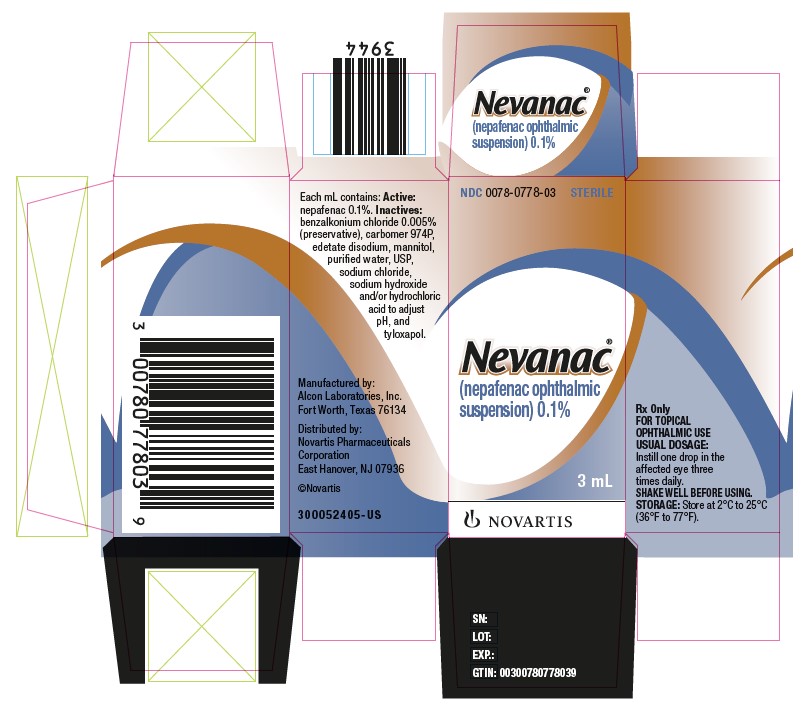 3944
Nevanac®
(nepafenac ophthalmic
suspension) 0.1%
Each mL contains: Active:
nepafenac 0.1%. Inactives:
benzalkonium chloride 0.005%
(preservative), carbomer 974P,
edetate disodium, mannitol,
purified water, USP,
sodium chloride,
sodium hydroxide
and/or hydrochloric
acid to adjust
pH, and
tyloxapol.
Manufactured by:
Alcon Laboratories, Inc.
Fort Worth, Texas 76134
Distributed by:
Novartis Pharmaceuticals
Corporation
East Hanover, NJ 07936
©Novartis
300052405-US
3 0078077803 9
NDC 0078-0778-03 STERILE
Nevanac®
(nepafenac ophthalmic
suspension) 0.1%
3 mL
NOVARTIS
Rx Only
FOR TOPICAL
OPHTHALMIC USE
USUAL DOSAGE:
Instill one drop in the
affected eye three
times daily.
SHAKE WELL BEFORE USING.
STORAGE: Store at 2°C to 25°C
(36°F to 77°F).
SN:
LOT:
EXP.:
GTIN: 00300780778039